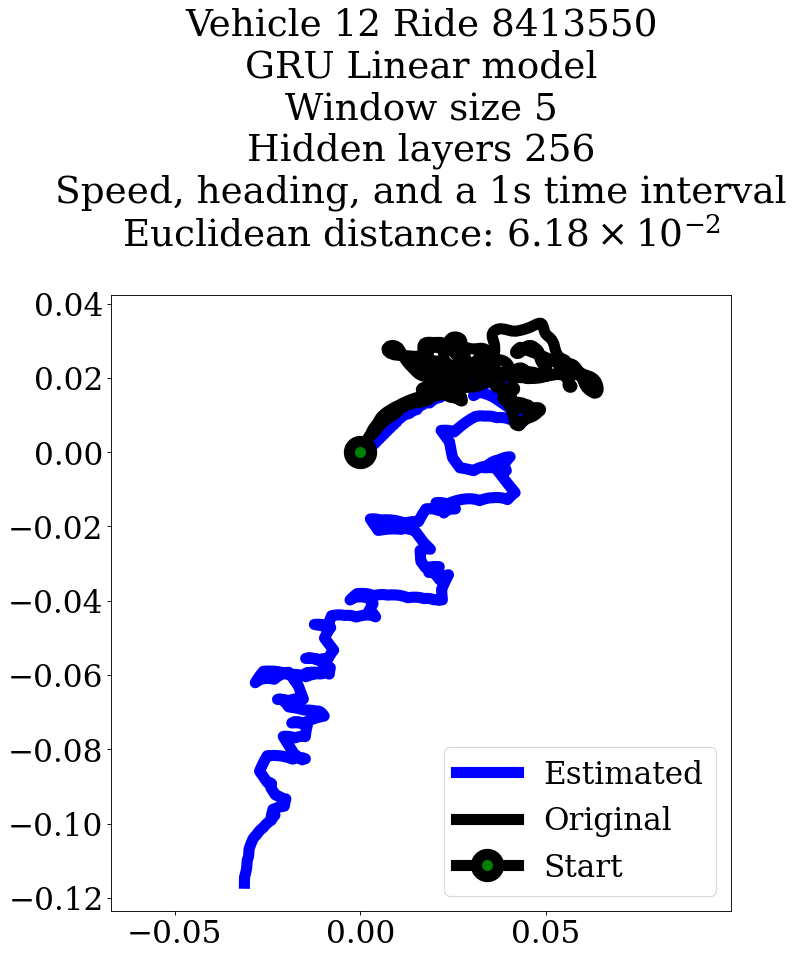 Vehicle 12 Ride 8413550
GRU Linear model
Window size 5
Hidden layers 256
Speed, heading, and a 1s time interval
Euclidean distance: 6.18 × 10⁻²
0.04
0.02
0.00
−0.02
−0.04
−0.06
−0.08
−0.10
−0.12
−0.05 0.00 0.05
Estimated
Original
Start